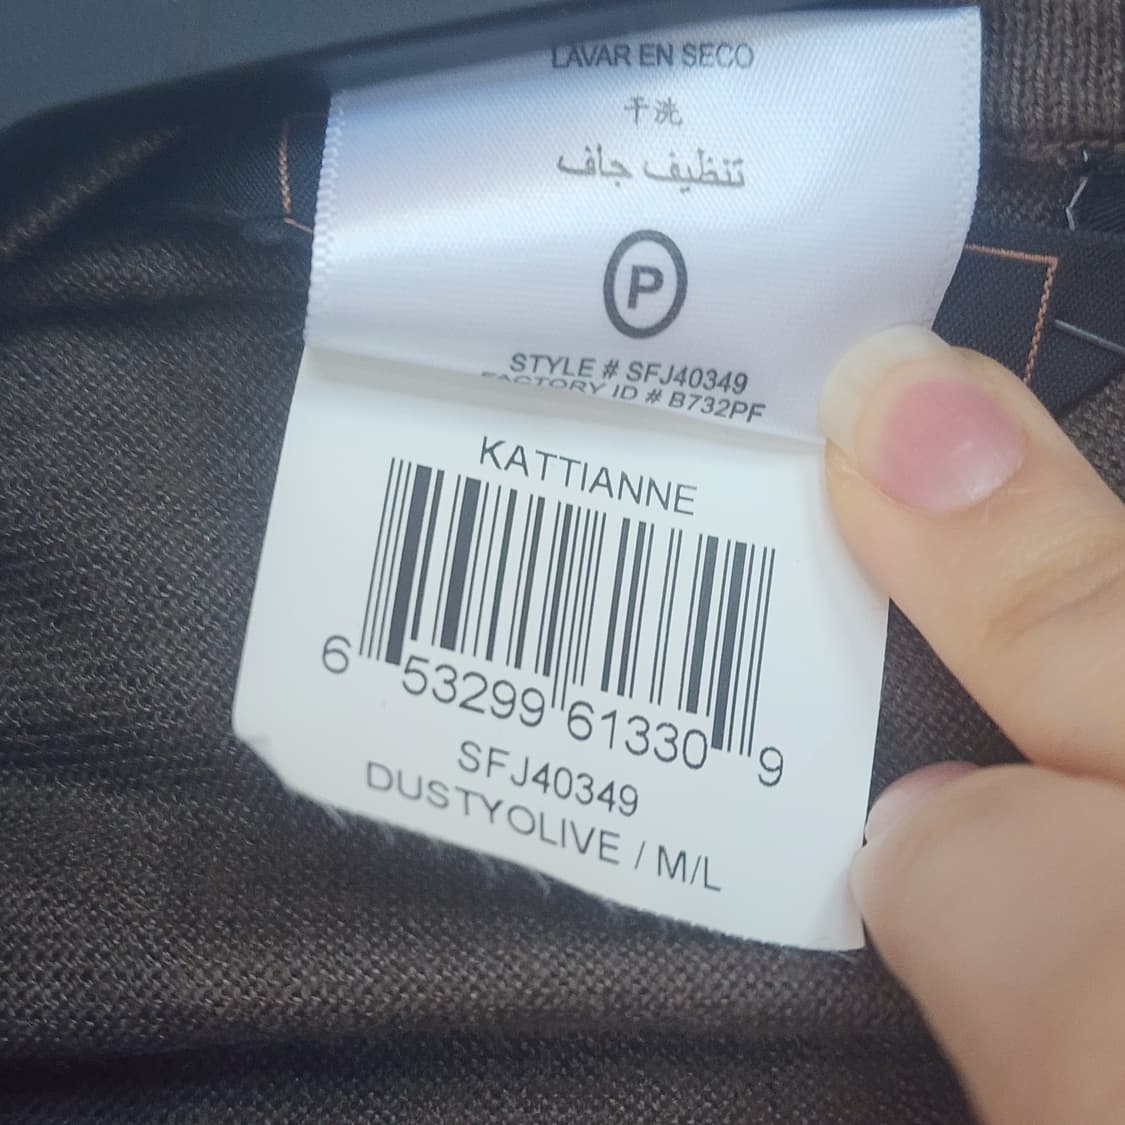 LAVAR EN SECO
干洗
تنظيف جاف
P
STYLE # SFJ40349
FACTORY ID # B732PF
KATTIANNE
6 53299 61330 9
SFJ40349
DUSTYOLIVE / M/L